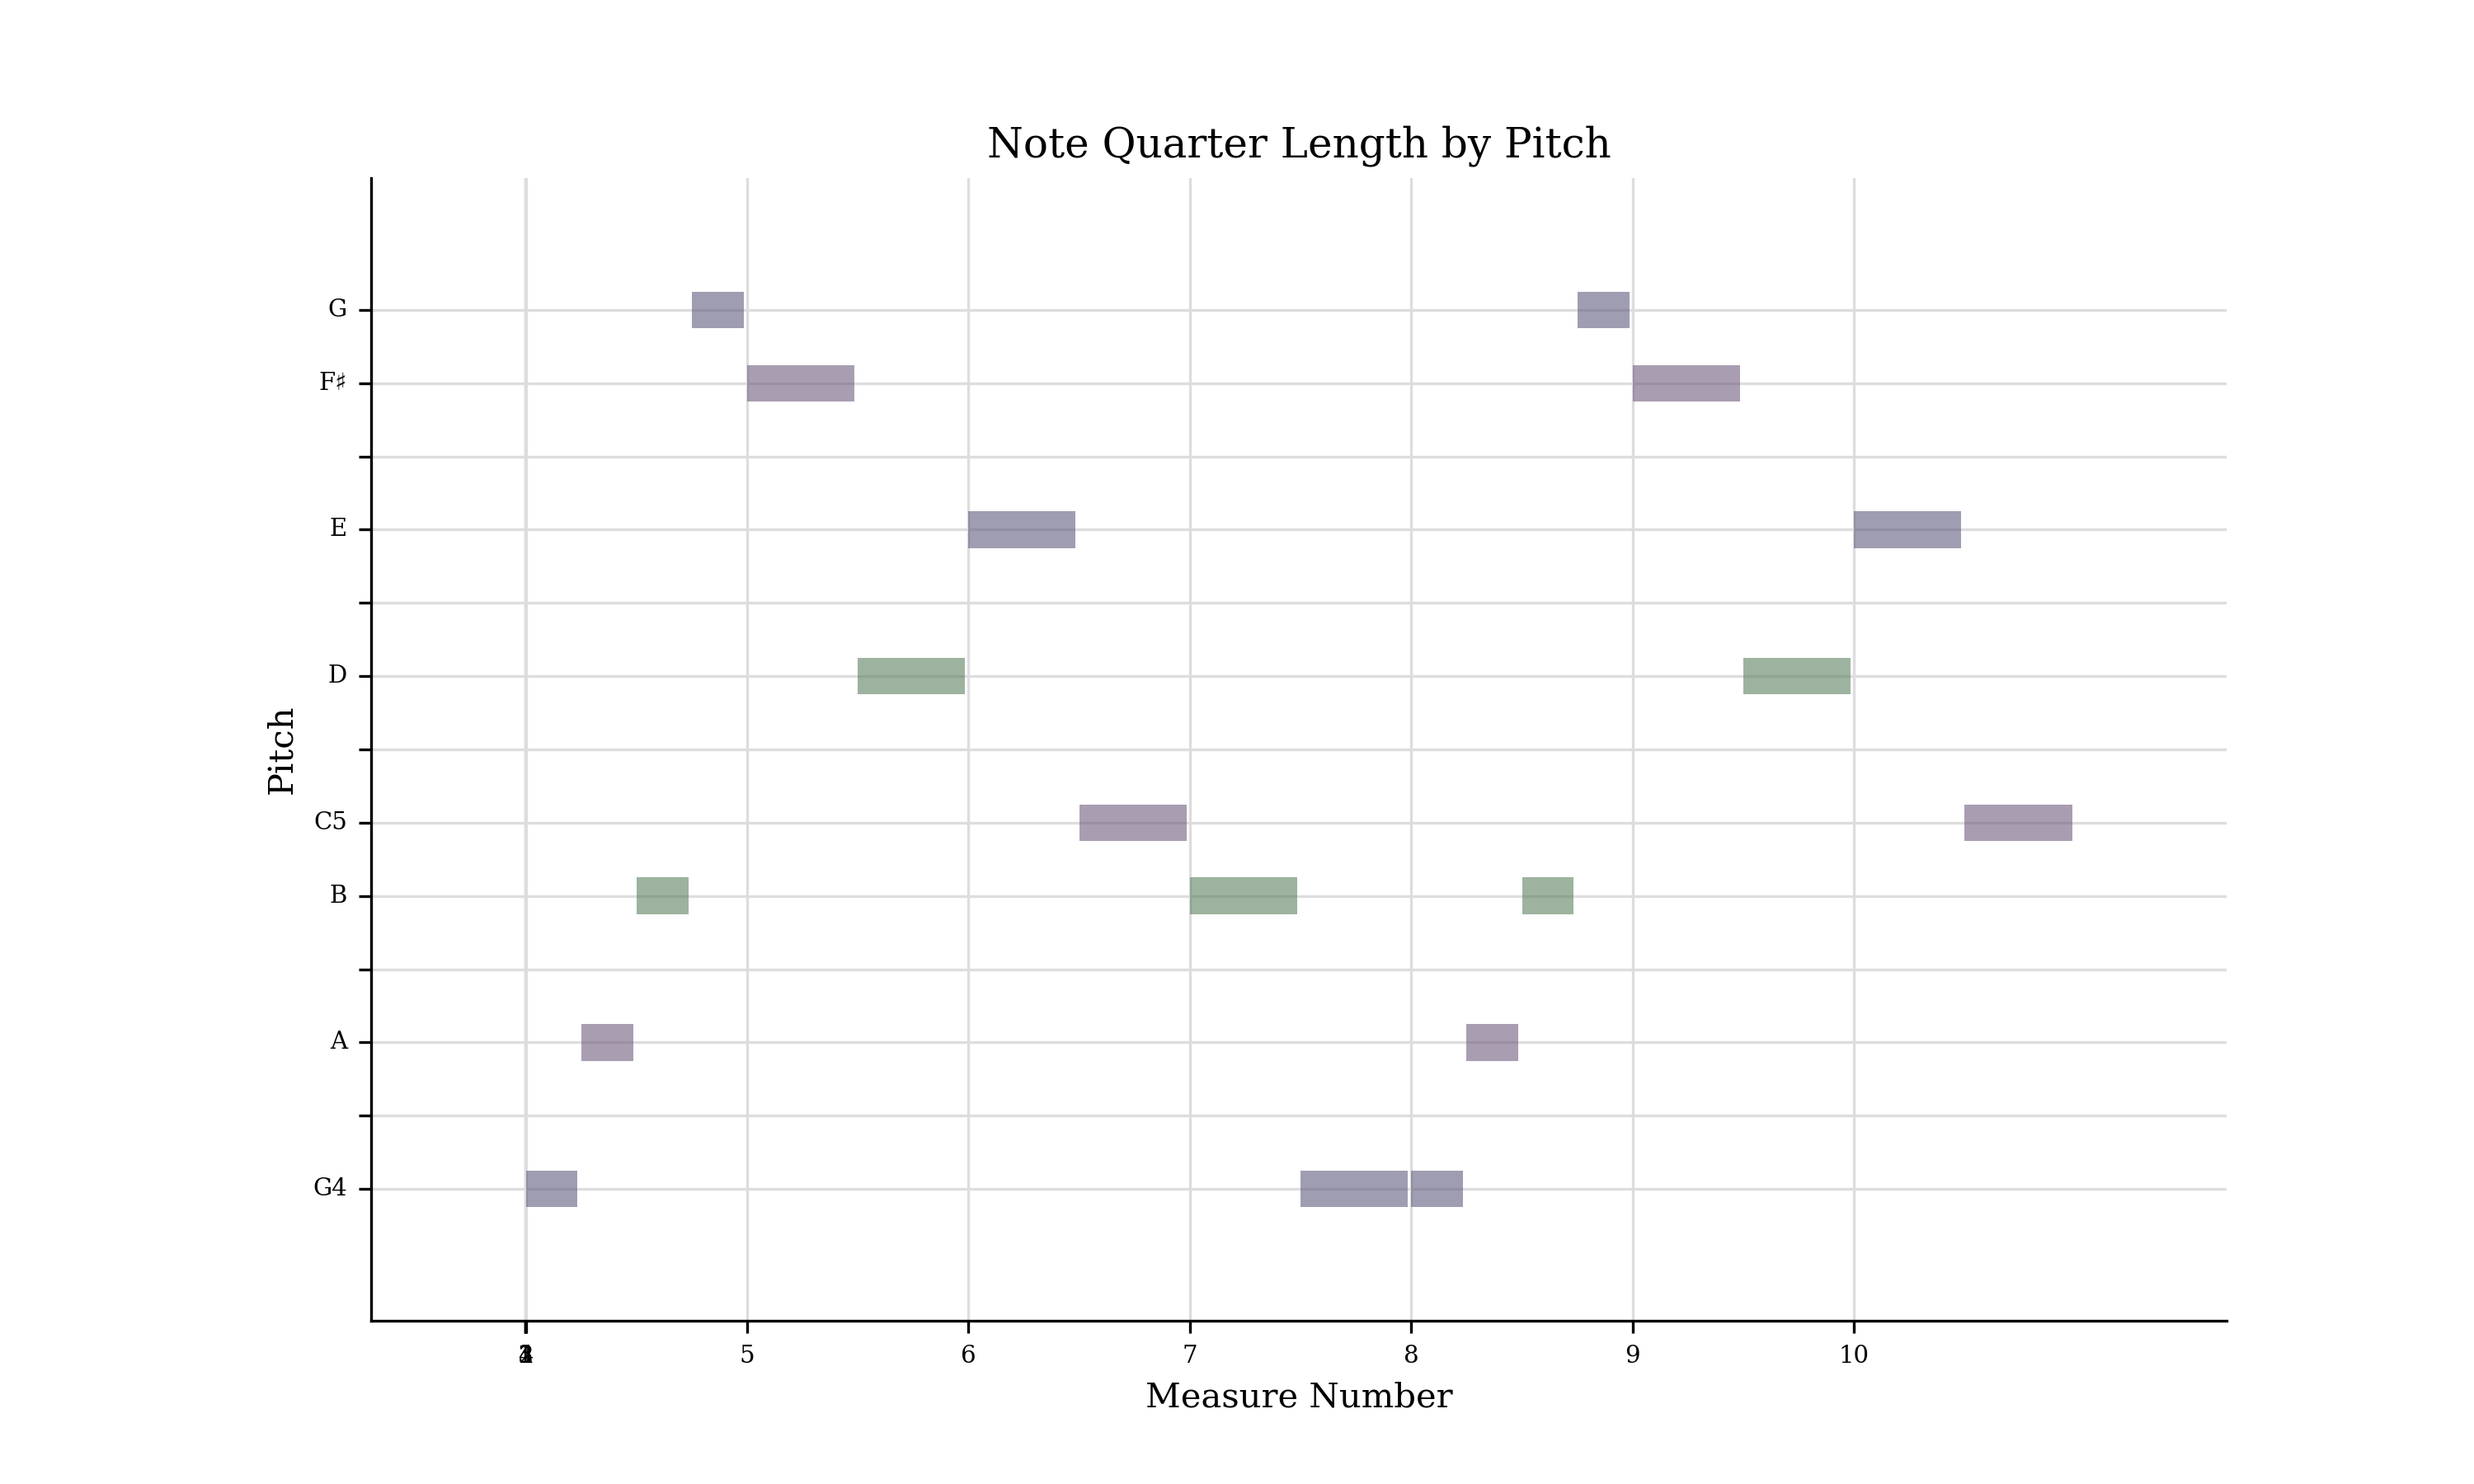 Note Quarter Length by Pitch
G
F♯
E
D
C5
B
A
G4
Pitch
5 6 7 8 9 10
Measure Number